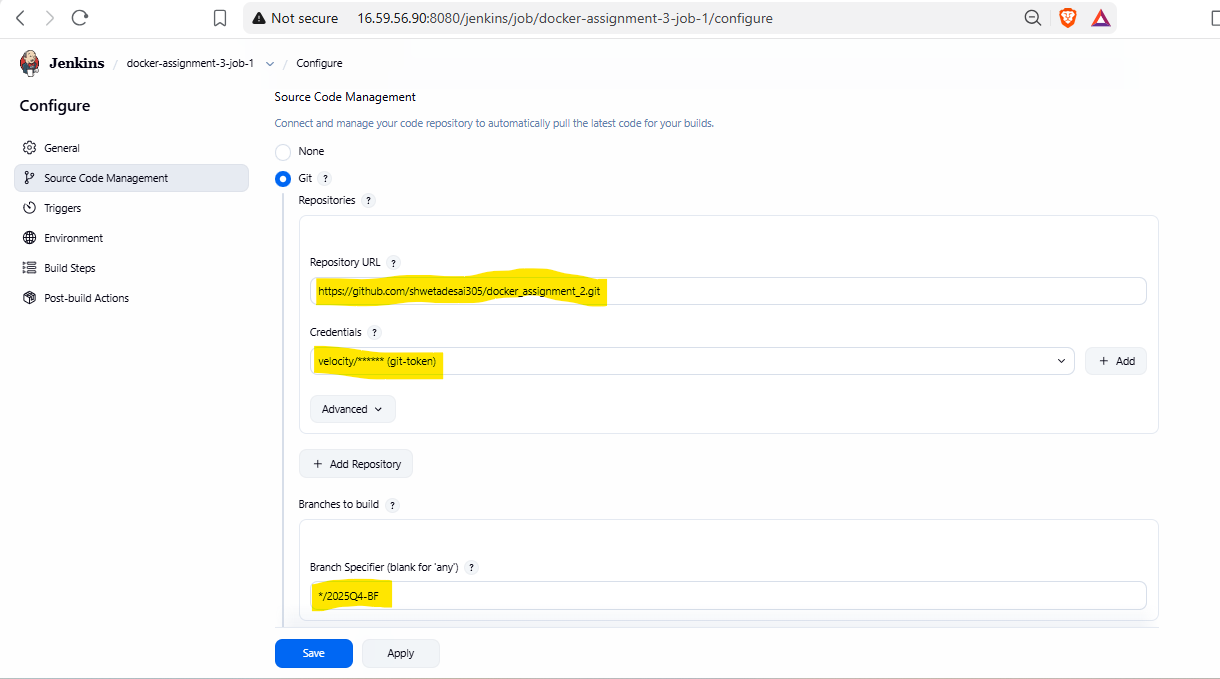 Not secure 16.59.56.90:8080/jenkins/job/docker-assignment-3-job-1/configure
Jenkins / docker-assignment-3-job-1 / Configure
Configure
General
Source Code Management
Triggers
Environment
Build Steps
Post-build Actions
Source Code Management
Connect and manage your code repository to automatically pull the latest code for your builds.
None
Git ?
Repositories ?
Repository URL ?
https://github.com/shwetadesai305/docker_assignment_2.git
Credentials ?
velocity/****** (git-token)
+ Add
Advanced
+ Add Repository
Branches to build ?
Branch Specifier (blank for 'any') ?
*/2025Q4-BF
Save Apply